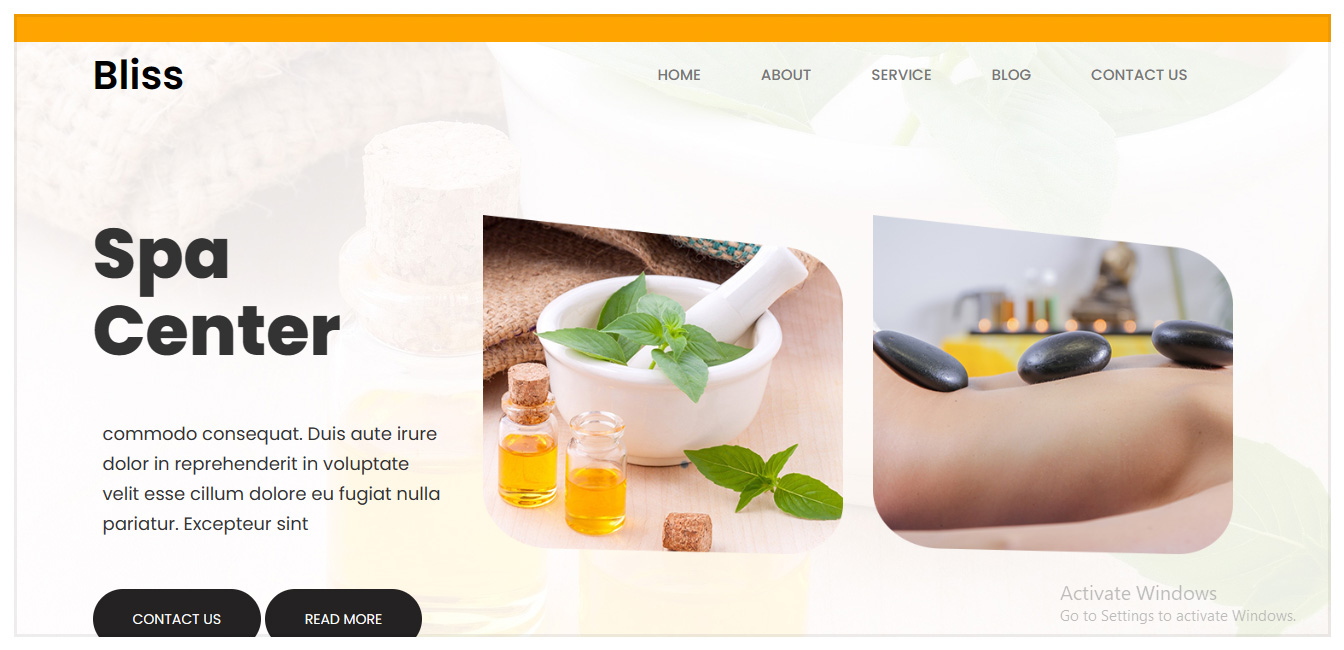 Bliss
HOME ABOUT SERVICE BLOG CONTACT US
Spa
Center
commodo consequat. Duis aute irure
dolor in reprehenderit in voluptate
velit esse cillum dolore eu fugiat nulla
pariatur. Excepteur sint
CONTACT US READ MORE
Activate Windows
Go to Settings to activate Windows.